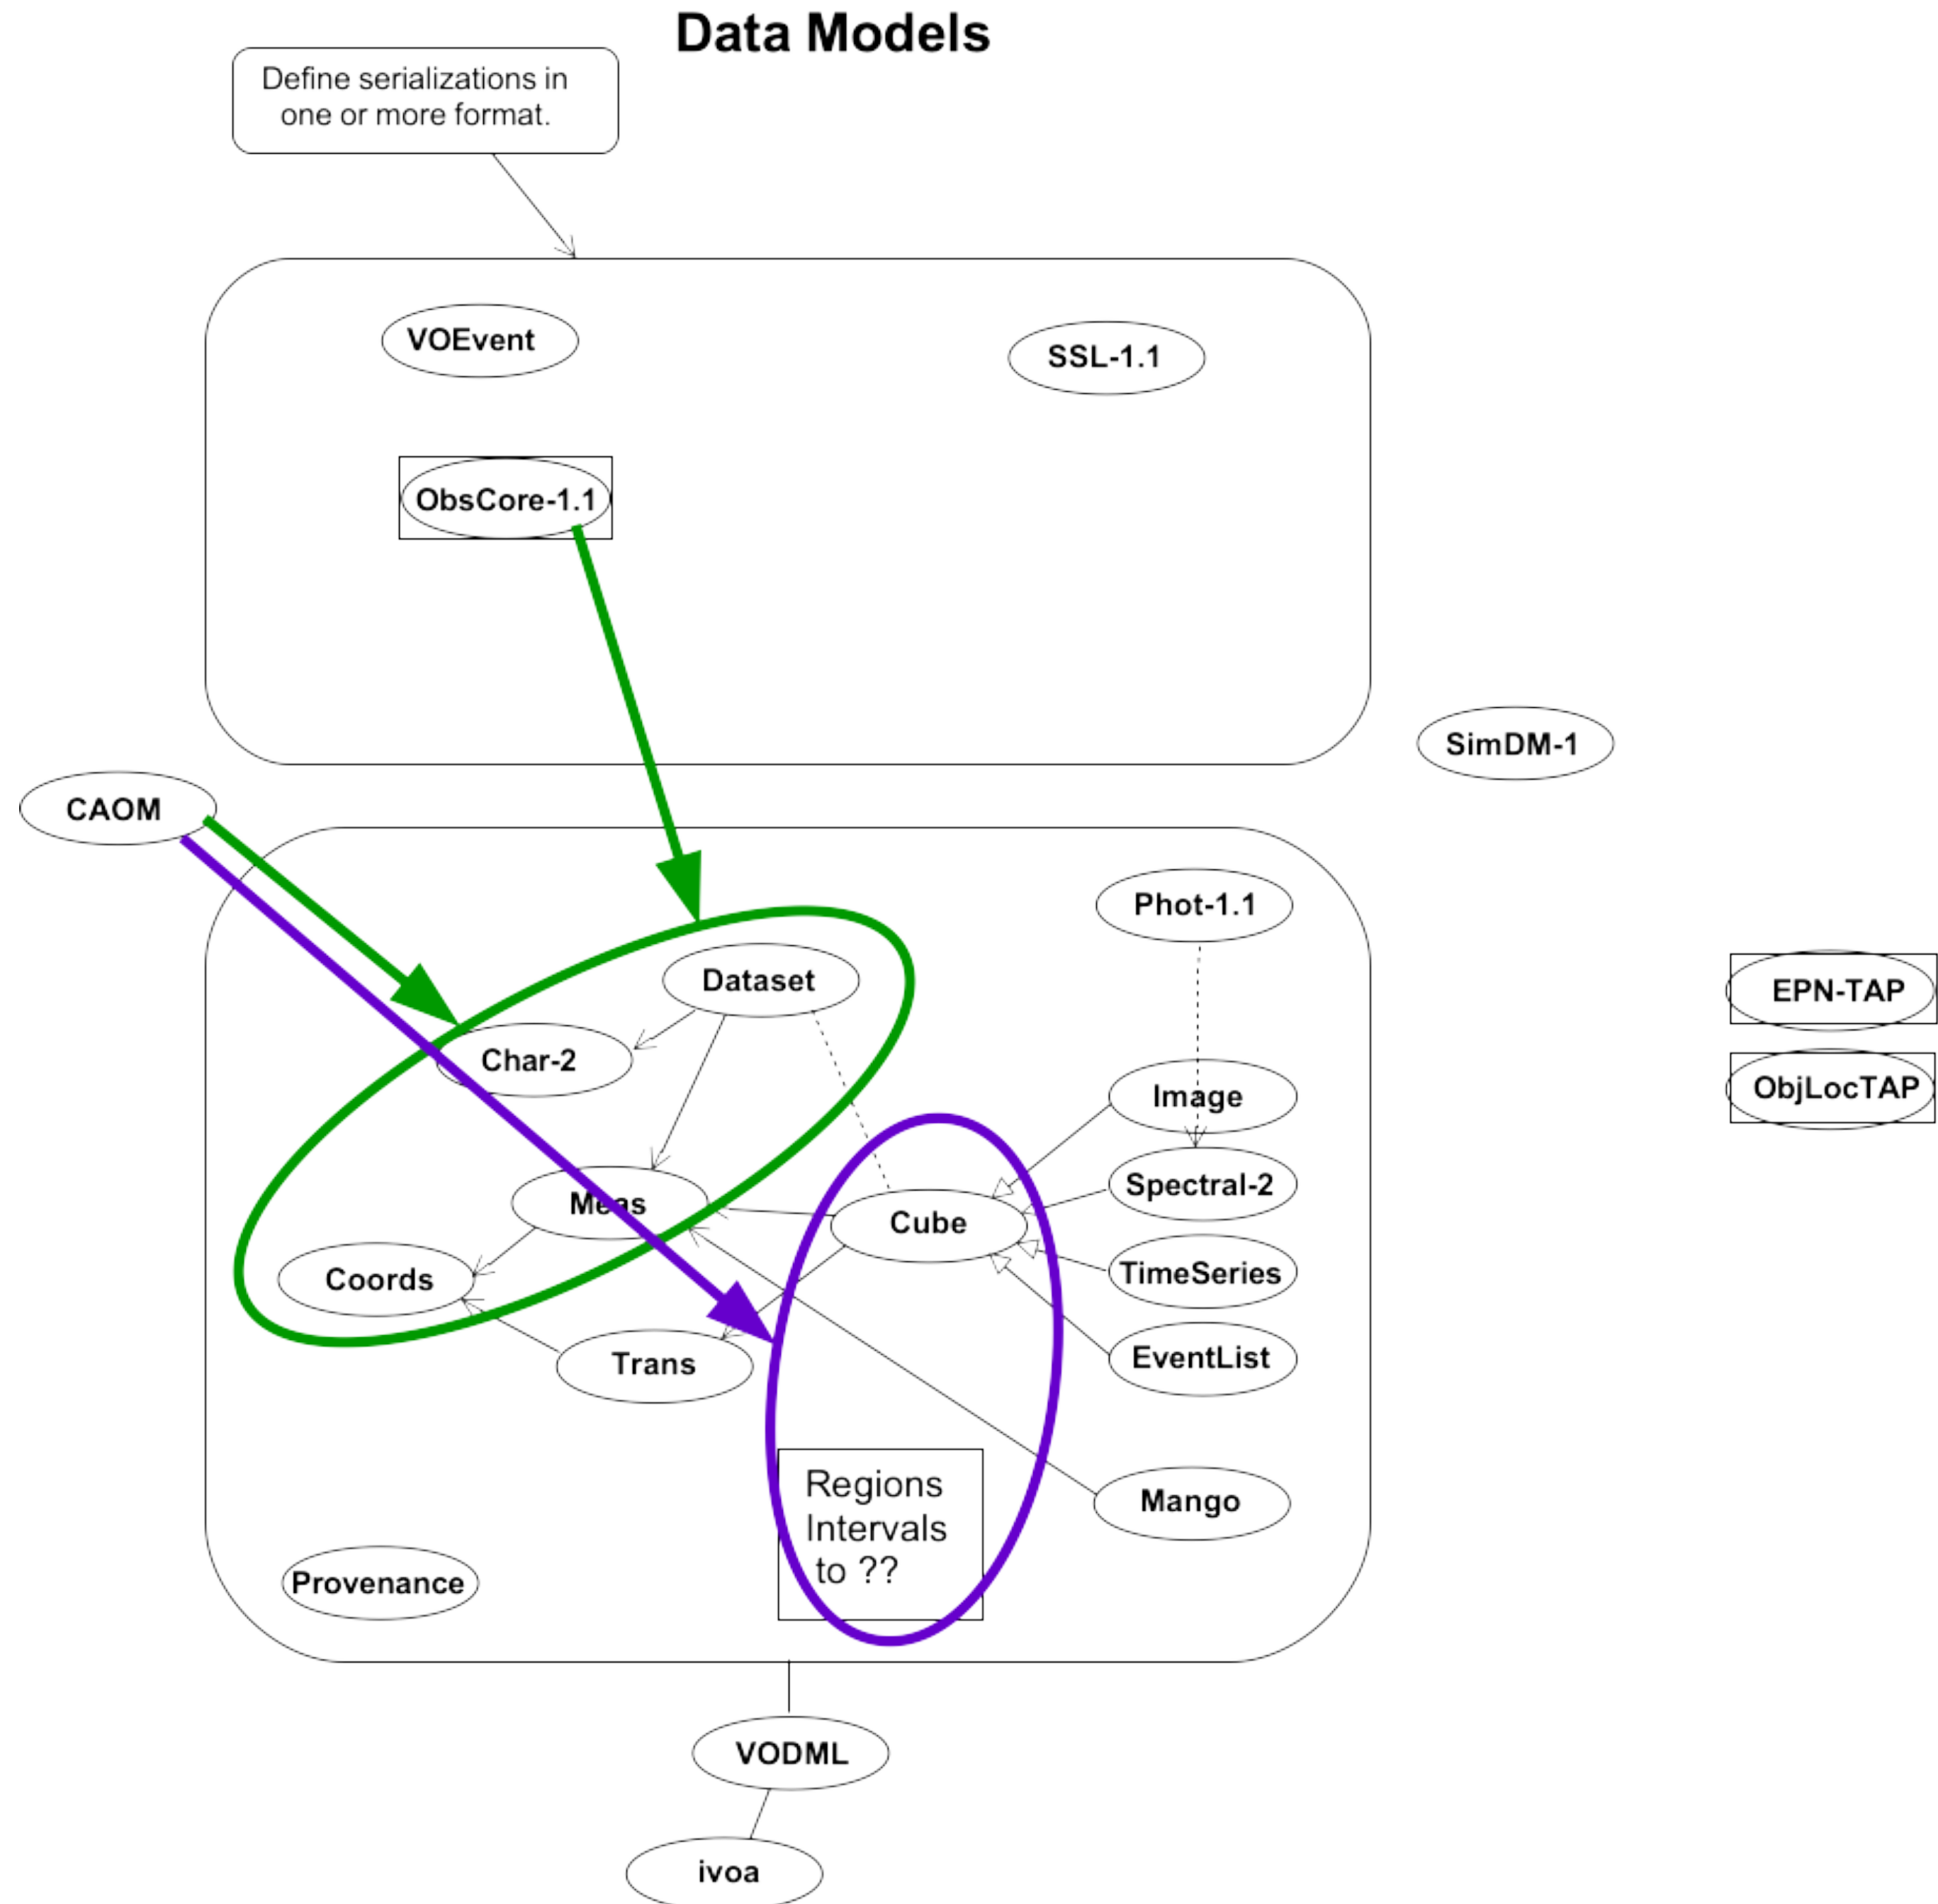 Data Models
Define serializations in
one or more format.
VOEvent
SSL-1.1
ObsCore-1.1
SimDM-1
CAOM
Phot-1.1
Dataset
EPN-TAP
Char-2
ObjLocTAP
Image
Spectral-2
Meas
Cube
Coords
TimeSeries
Trans
EventList
Regions
Intervals
to ??
Mango
Provenance
VODML
ivoa